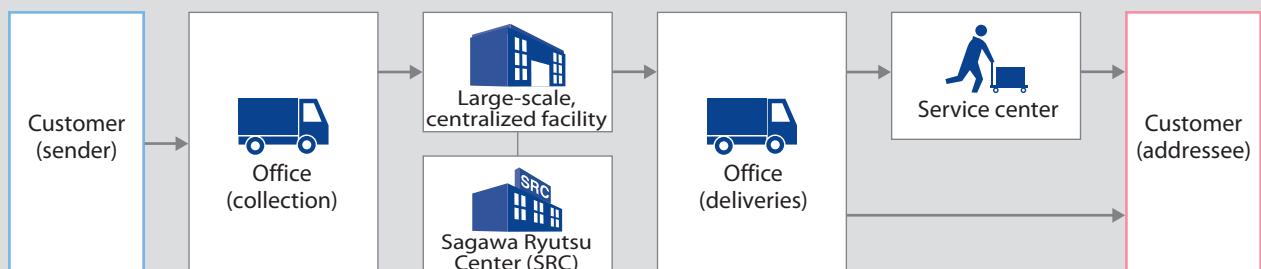 Customer
(sender)
Office
(collection)
Large-scale,
centralized facility
SRC
Sagawa Ryutsu
Center (SRC)
Office
(deliveries)
Service center
Customer
(addressee)